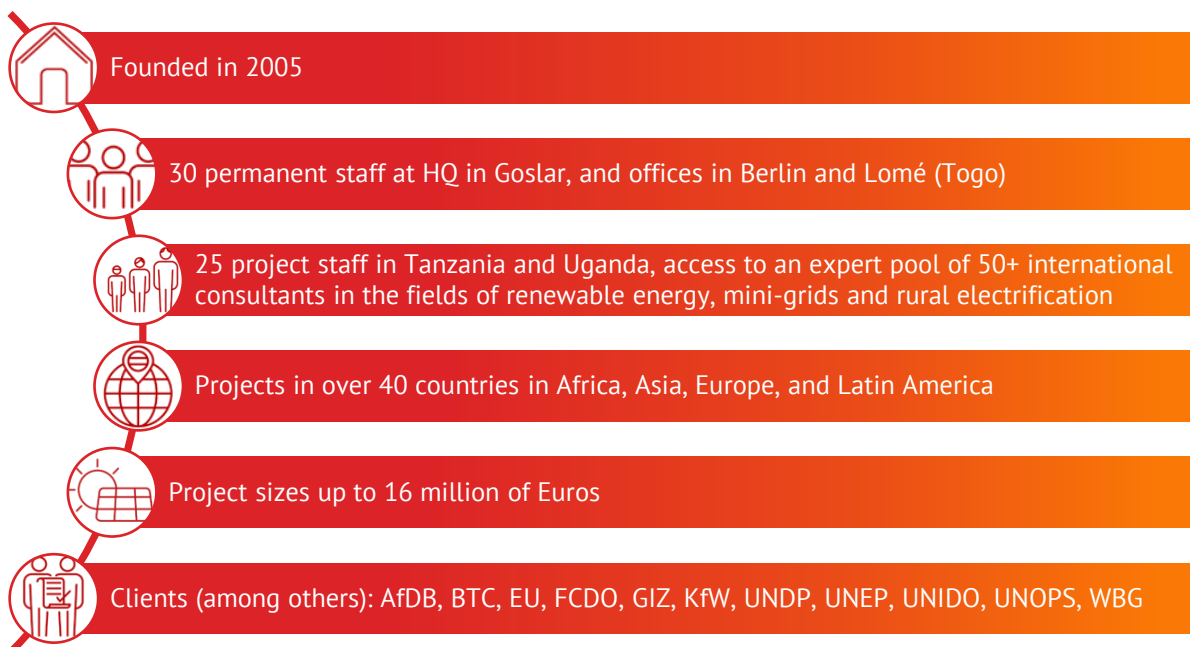 Founded in 2005
30 permanent staff at HQ in Goslar, and offices in Berlin and Lomé (Togo)
25 project staff in Tanzania and Uganda, access to an expert pool of 50+ international
consultants in the fields of renewable energy, mini-grids and rural electrification
Projects in over 40 countries in Africa, Asia, Europe, and Latin America
Project sizes up to 16 million of Euros
Clients (among others): AfDB, BTC, EU, FCDO, GIZ, KfW, UNDP, UNEP, UNIDO, UNOPS, WBG